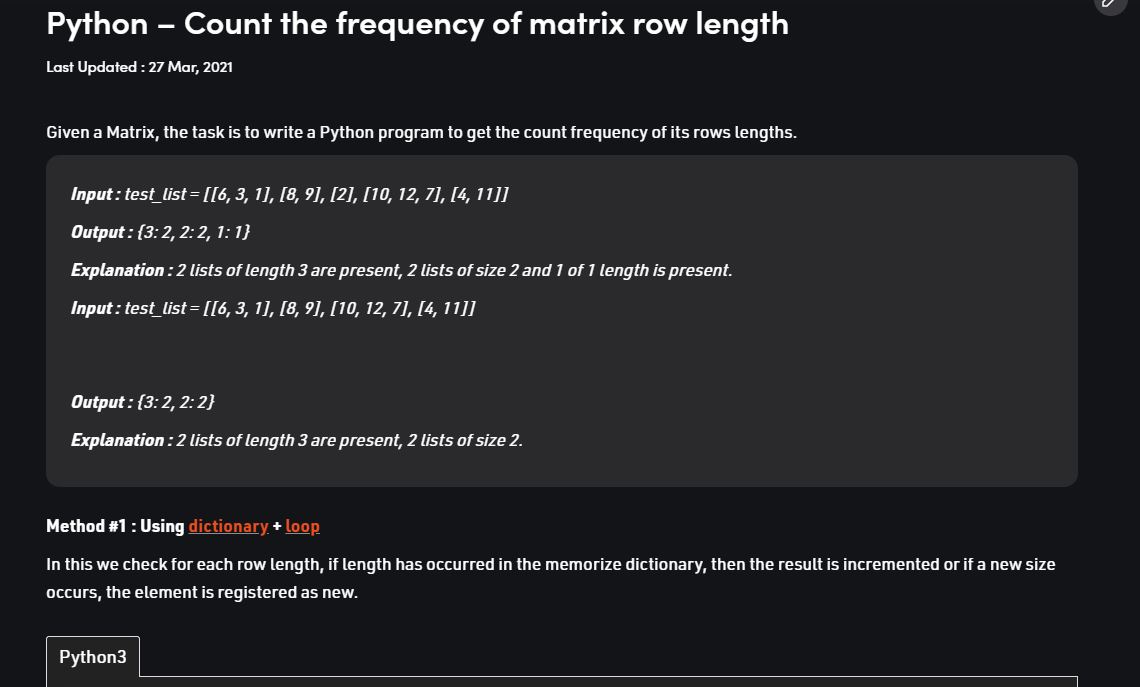 Python – Count the frequency of matrix row length
Last Updated : 27 Mar, 2021
Given a Matrix, the task is to write a Python program to get the count frequency of its rows lengths.
Input : test_list = [[6, 3, 1], [8, 9], [2], [10, 12, 7], [4, 11]]
Output : {3: 2, 2: 2, 1: 1}
Explanation : 2 lists of length 3 are present, 2 lists of size 2 and 1 of 1 length is present.
Input : test_list = [[6, 3, 1], [8, 9], [10, 12, 7], [4, 11]]
Output : {3: 2, 2: 2}
Explanation : 2 lists of length 3 are present, 2 lists of size 2.
Method #1 : Using dictionary + loop
In this we check for each row length, if length has occurred in the memorize dictionary, then the result is incremented or if a new size
occurs, the element is registered as new.
Python3